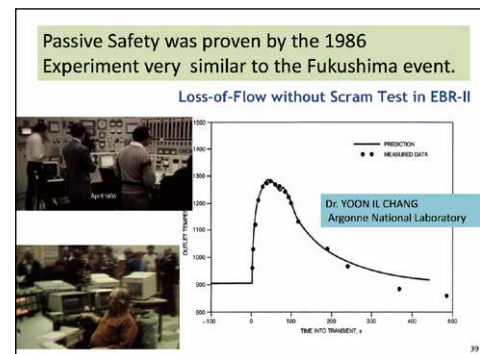 Passive Safety was proven by the 1986
Experiment very similar to the Fukushima event.
Loss-of-Flow without Scram Test in EBR-II
April 1986
1500
1400
1300
1200
1100
1000
900
800
PREDICTION
MEASURED DATA
Dr. YOON IL CHANG
Argonne National Laboratory
-100
0
100
200
300
400
500
TIME INTO TRANSIENT, s
39